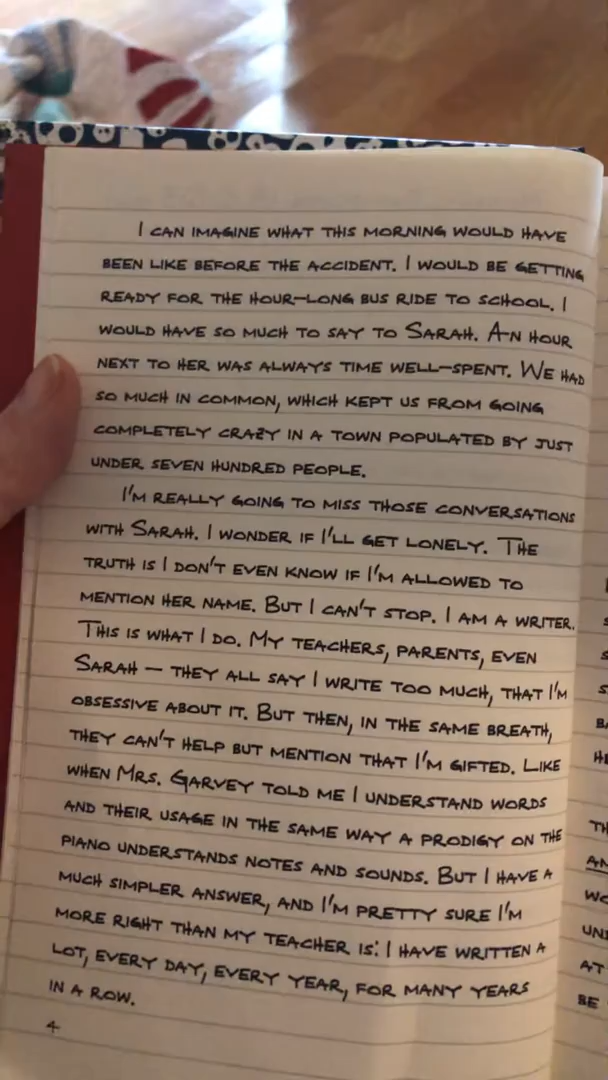 I CAN IMAGINE WHAT THIS MORNING WOULD HAVE
BEEN LIKE BEFORE THE ACCIDENT. I WOULD BE GETTING
READY FOR THE HOUR-LONG BUS RIDE TO SCHOOL. I
WOULD HAVE SO MUCH TO SAY TO SARAH. AN HOUR
NEXT TO HER WAS ALWAYS TIME WELL-SPENT. WE HAD
SO MUCH IN COMMON, WHICH KEPT US FROM GOING
COMPLETELY CRAZY IN A TOWN POPULATED BY JUST
UNDER SEVEN HUNDRED PEOPLE.
I'M REALLY GOING TO MISS THOSE CONVERSATIONS
WITH SARAH. I WONDER IF I'LL GET LONELY. THE
TRUTH IS I DON'T EVEN KNOW IF I'M ALLOWED TO
MENTION HER NAME. BUT I CAN'T STOP. I AM A WRITER.
THIS IS WHAT I DO. MY TEACHERS, PARENTS, EVEN
SARAH — THEY ALL SAY I WRITE TOO MUCH, THAT I'M
OBSESSIVE ABOUT IT. BUT THEN, IN THE SAME BREATH,
THEY CAN'T HELP BUT MENTION THAT I'M GIFTED. LIKE
WHEN MRS. GARVEY TOLD ME I UNDERSTAND WORDS
AND THEIR USAGE IN THE SAME WAY A PRODIGY ON THE
PIANO UNDERSTANDS NOTES AND SOUNDS. BUT I HAVE A
MUCH SIMPLER ANSWER, AND I'M PRETTY SURE I'M
MORE RIGHT THAN MY TEACHER IS: I HAVE WRITTEN A
LOT, EVERY DAY, EVERY YEAR, FOR MANY YEARS
IN A ROW.
4